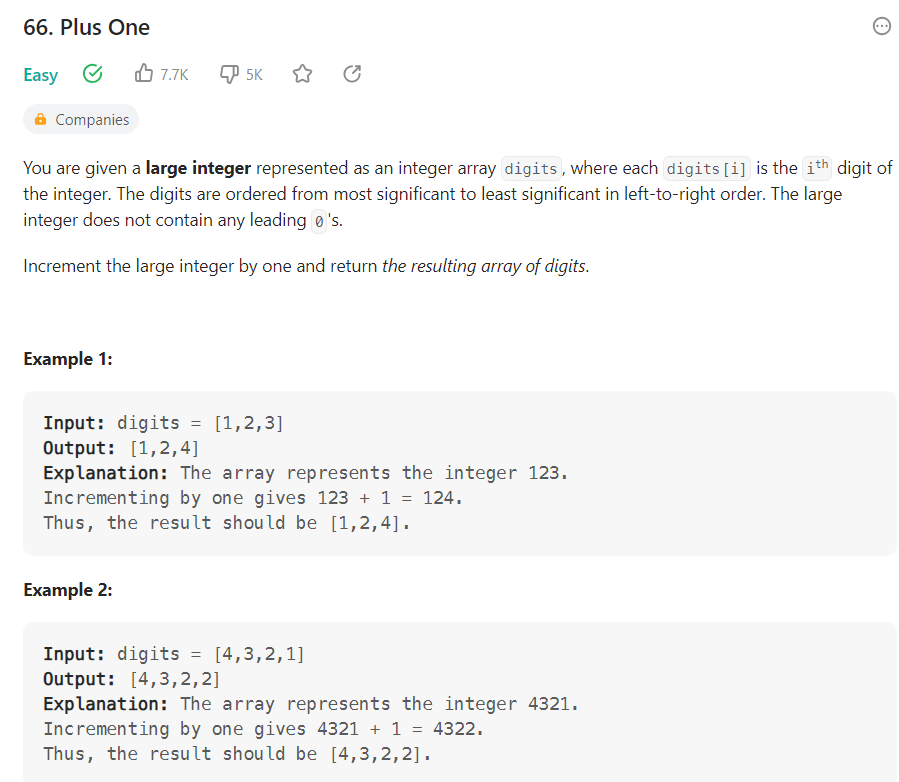 66. Plus One
Easy 7.7K 5K
Companies
You are given a large integer represented as an integer array digits, where each digits[i] is the ith digit of
the integer. The digits are ordered from most significant to least significant in left-to-right order. The large
integer does not contain any leading 0's.
Increment the large integer by one and return the resulting array of digits.
Example 1:
Input: digits = [1,2,3]
Output: [1,2,4]
Explanation: The array represents the integer 123.
Incrementing by one gives 123 + 1 = 124.
Thus, the result should be [1,2,4].
Example 2:
Input: digits = [4,3,2,1]
Output: [4,3,2,2]
Explanation: The array represents the integer 4321.
Incrementing by one gives 4321 + 1 = 4322.
Thus, the result should be [4,3,2,2].